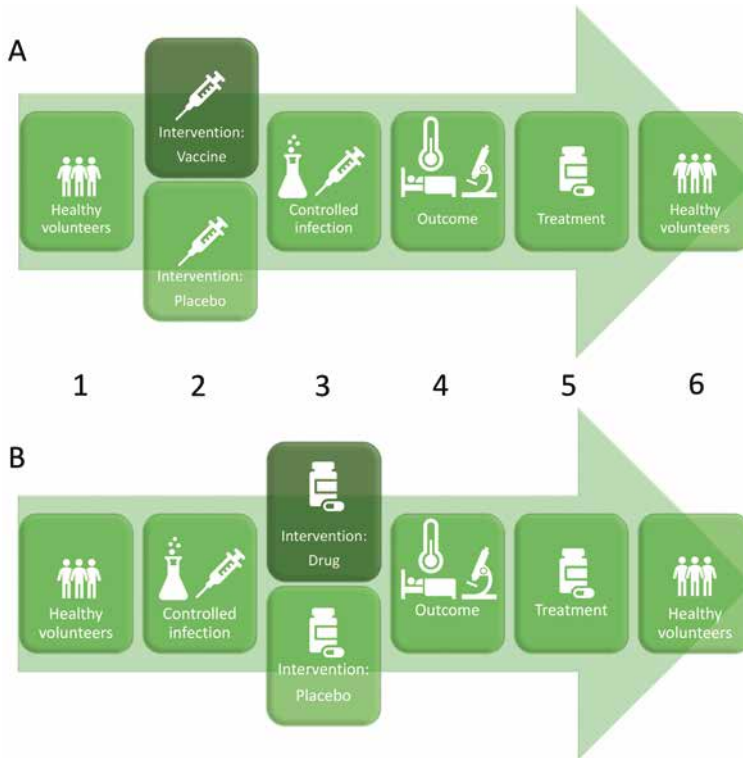 A
Healthy
volunteers
Intervention:
Vaccine
Intervention:
Placebo
Controlled
infection
Outcome
Treatment
Healthy
volunteers
1 2 3 4 5 6
B
Healthy
volunteers
Controlled
infection
Intervention:
Drug
Intervention:
Placebo
Outcome
Treatment
Healthy
volunteers